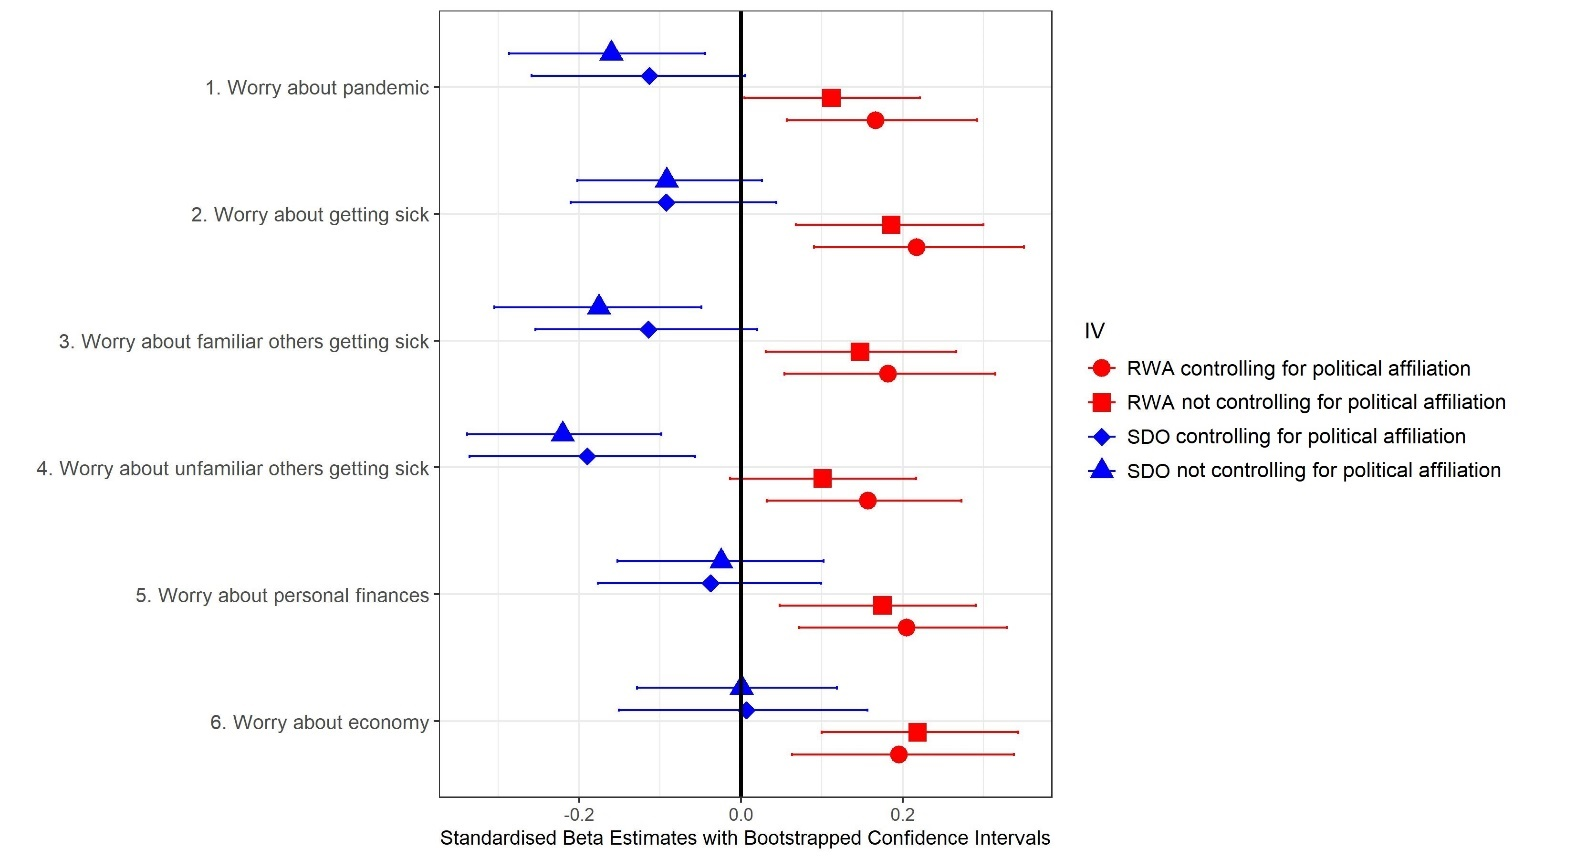 1. Worry about pandemic
2. Worry about getting sick
3. Worry about familiar others getting sick
4. Worry about unfamiliar others getting sick
5. Worry about personal finances
6. Worry about economy
-0.2 0.0 0.2
Standardised Beta Estimates with Bootstrapped Confidence Intervals
IV
RWA controlling for political affiliation
RWA not controlling for political affiliation
SDO controlling for political affiliation
SDO not controlling for political affiliation